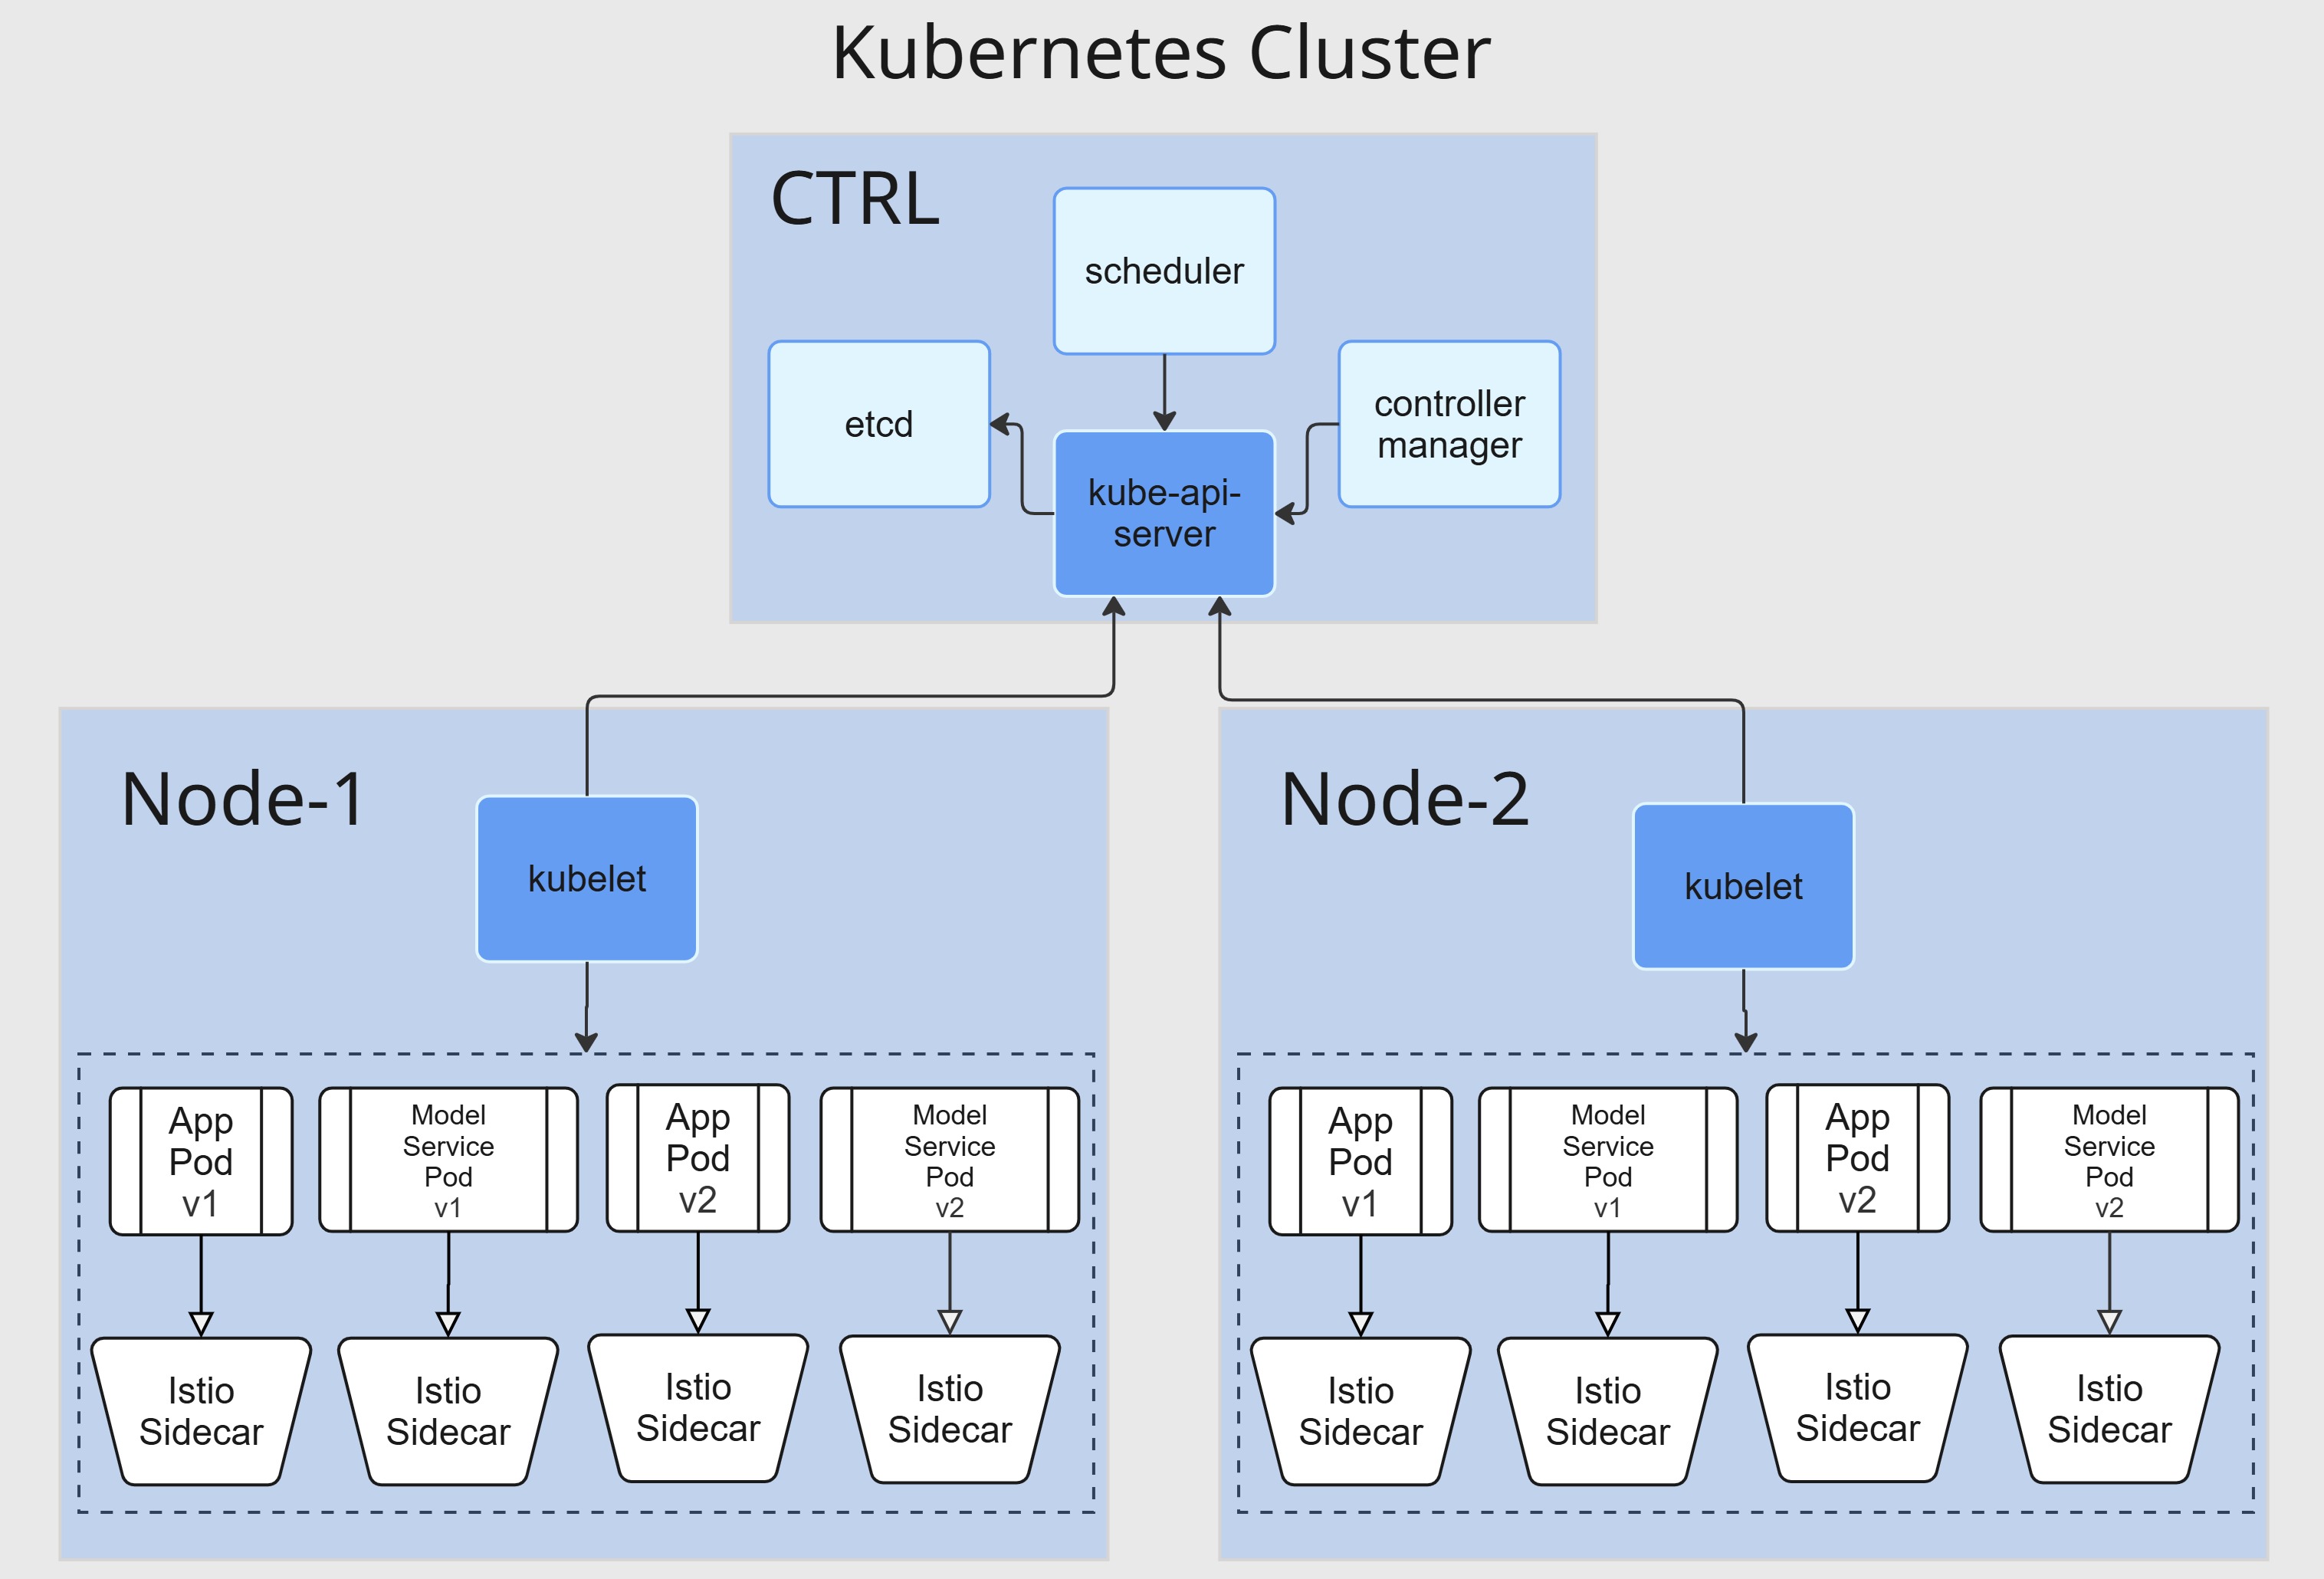 Kubernetes Cluster
CTRL
scheduler
etcd
controller
manager
kube-api-
server
Node-1
kubelet
App
Pod
v1
Model
Service
Pod
v1
App
Pod
v2
Model
Service
Pod
v2
Istio
Sidecar
Istio
Sidecar
Istio
Sidecar
Istio
Sidecar
Node-2
kubelet
App
Pod
v1
Model
Service
Pod
v1
App
Pod
v2
Model
Service
Pod
v2
Istio
Sidecar
Istio
Sidecar
Istio
Sidecar
Istio
Sidecar